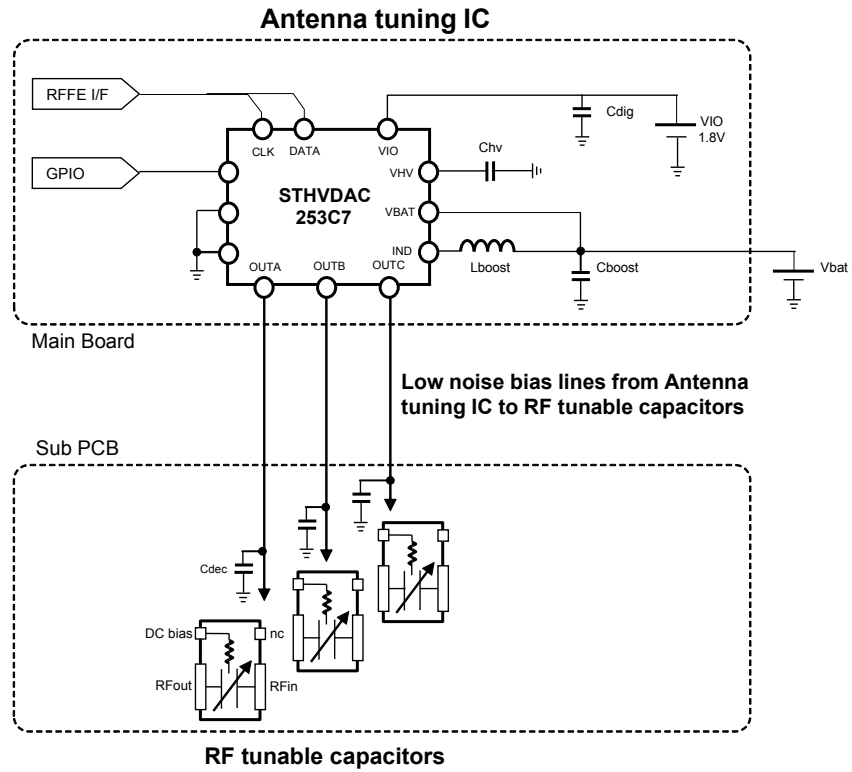 Antenna tuning IC
RFFE I/F
GPIO
CLK
DATA
VIO
Cdig
VIO
1.8V
VHV
Chv
STHVDAC
253C7
VBAT
IND
Lboost
Cboost
Vbat
OUTA
OUTB
OUTC
Main Board
Low noise bias lines from Antenna
tuning IC to RF tunable capacitors
Sub PCB
Cdec
DC bias
nc
RFout
RFin
RF tunable capacitors